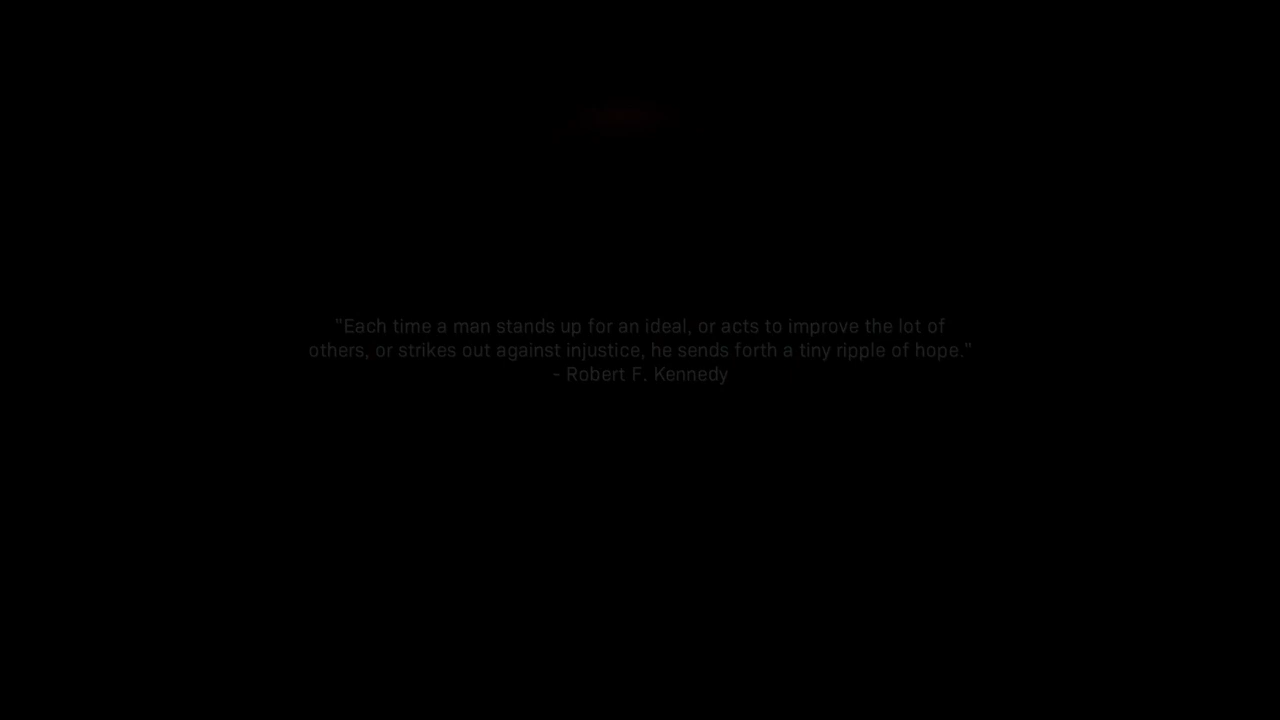 "Each time a man stands up for an ideal, or acts to improve the lot of
others, or strikes out against injustice, he sends forth a tiny ripple of hope."
- Robert F. Kennedy